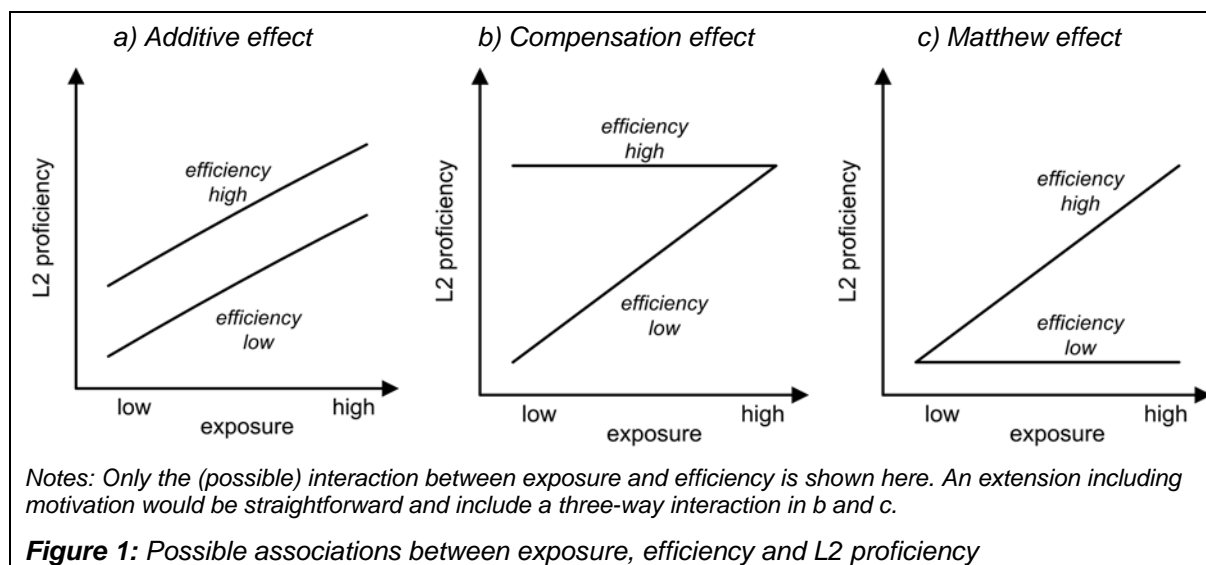 a) Additive effect
L2 proficiency
efficiency
high
efficiency
low
low
high
exposure
b) Compensation effect
L2 proficiency
efficiency
high
efficiency
low
low
high
exposure
c) Matthew effect
L2 proficiency
efficiency
high
efficiency
low
low
high
exposure
Notes: Only the (possible) interaction between exposure and efficiency is shown here. An extension including
motivation would be straightforward and include a three-way interaction in b and c.
Figure 1: Possible associations between exposure, efficiency and L2 proficiency